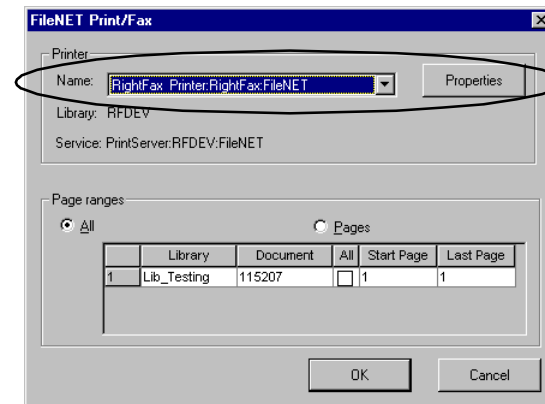 FileNET Print/Fax
Printer
Name: RightFax Printer:RightFax:FileNET Properties
Library: RFDEV
Service: PrintServer:RFDEV:FileNET
Page ranges
All Pages
Library Document All Start Page Last Page
1 Lib_Testing 115207 1 1
OK Cancel